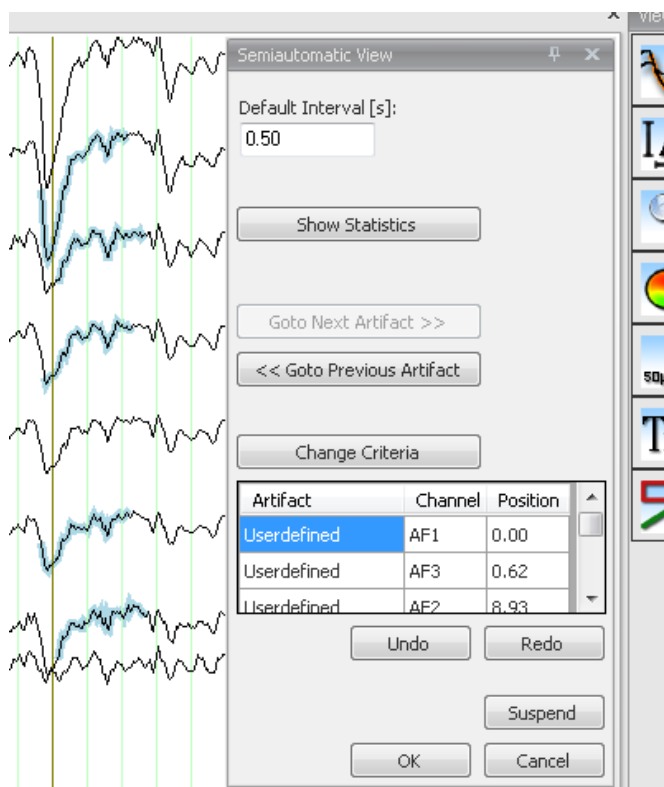 Semiautomatic View
Default Interval [s]:
0.50
Show Statistics
Goto Next Artifact >>
<< Goto Previous Artifact
Change Criteria
Artifact Channel Position
Userdefined AF1 0.00
Userdefined AF3 0.62
Userdefined AF2 8.93
Undo Redo
Suspend
OK Cancel